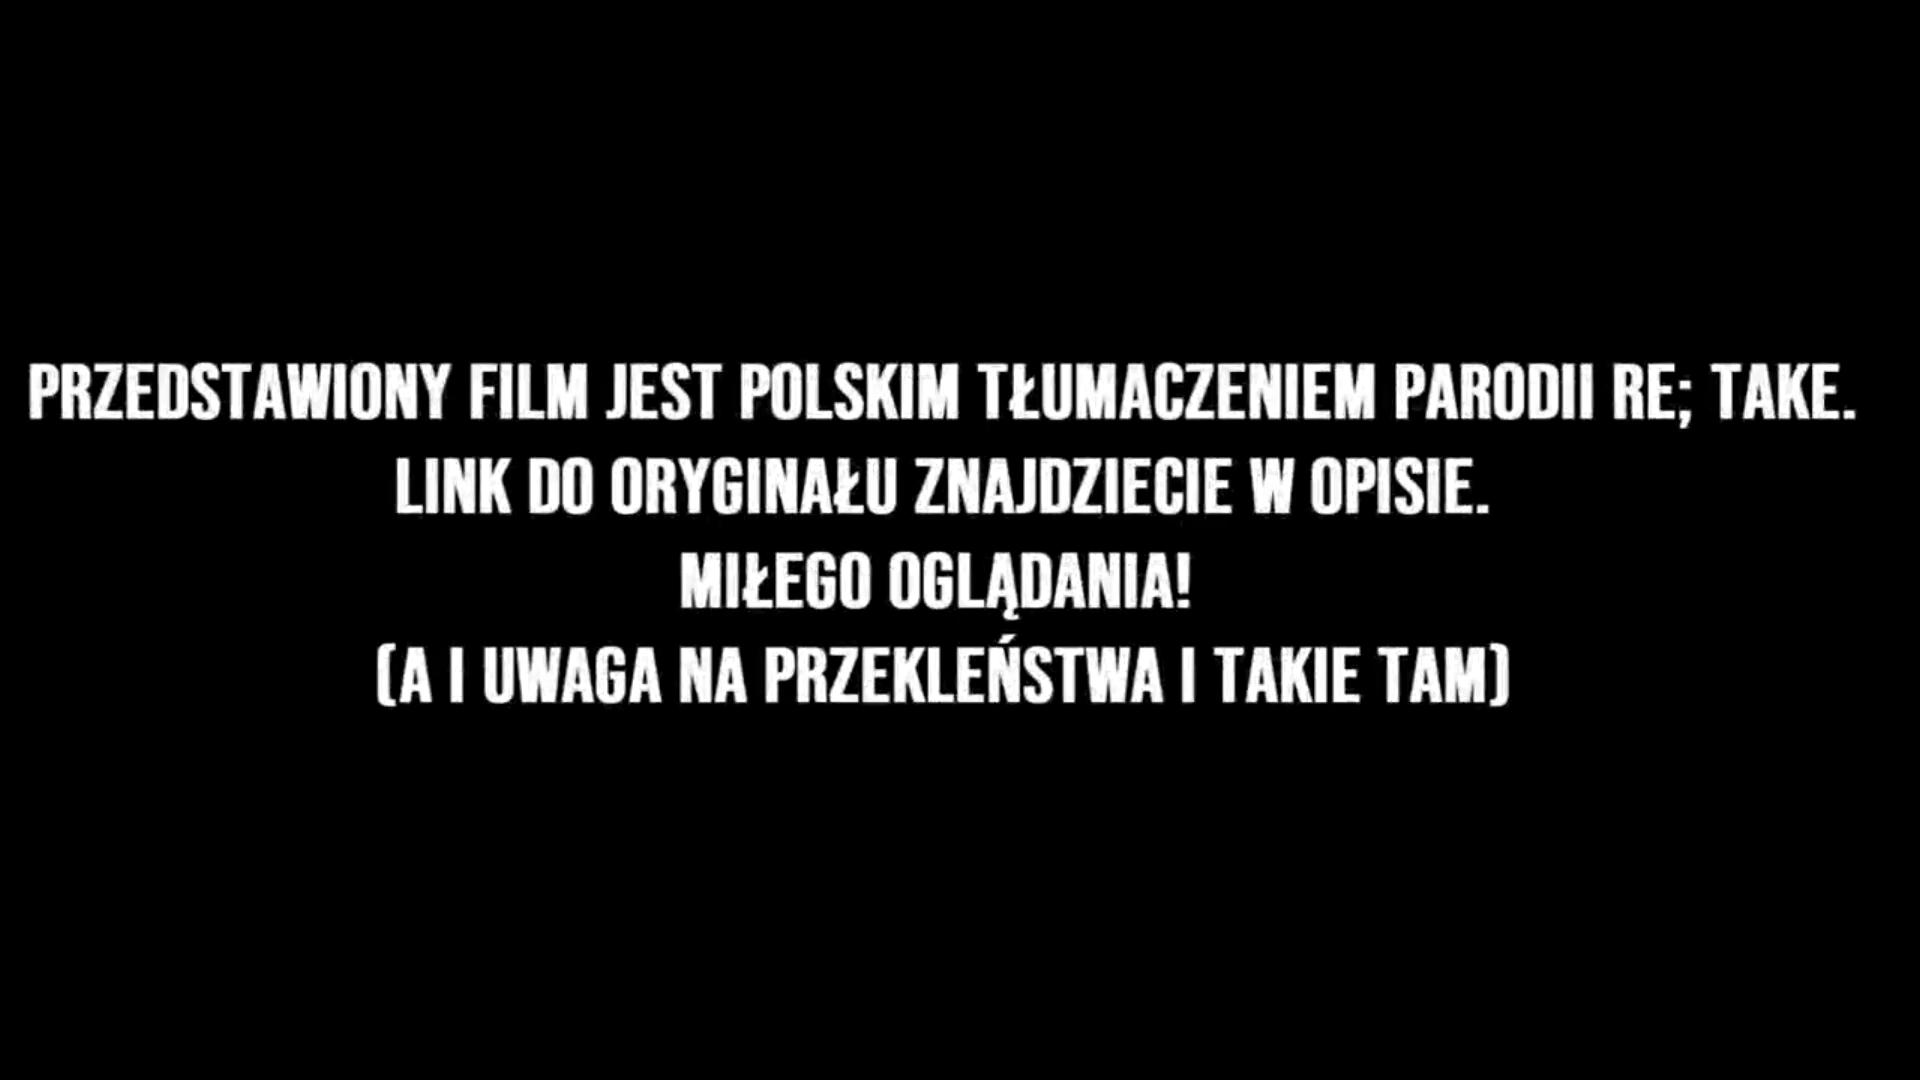 PRZEDSTAWIONY FILM JEST POLSKIM TŁUMACZENIEM PARODII RE; TAKE.
LINK DO ORYGINAŁU ZNAJDZIECIE W OPISIE.
MIŁEGO OGLĄDANIA!
(A I UWAGA NA PRZEKLEŃSTWA I TAKIE TAM)